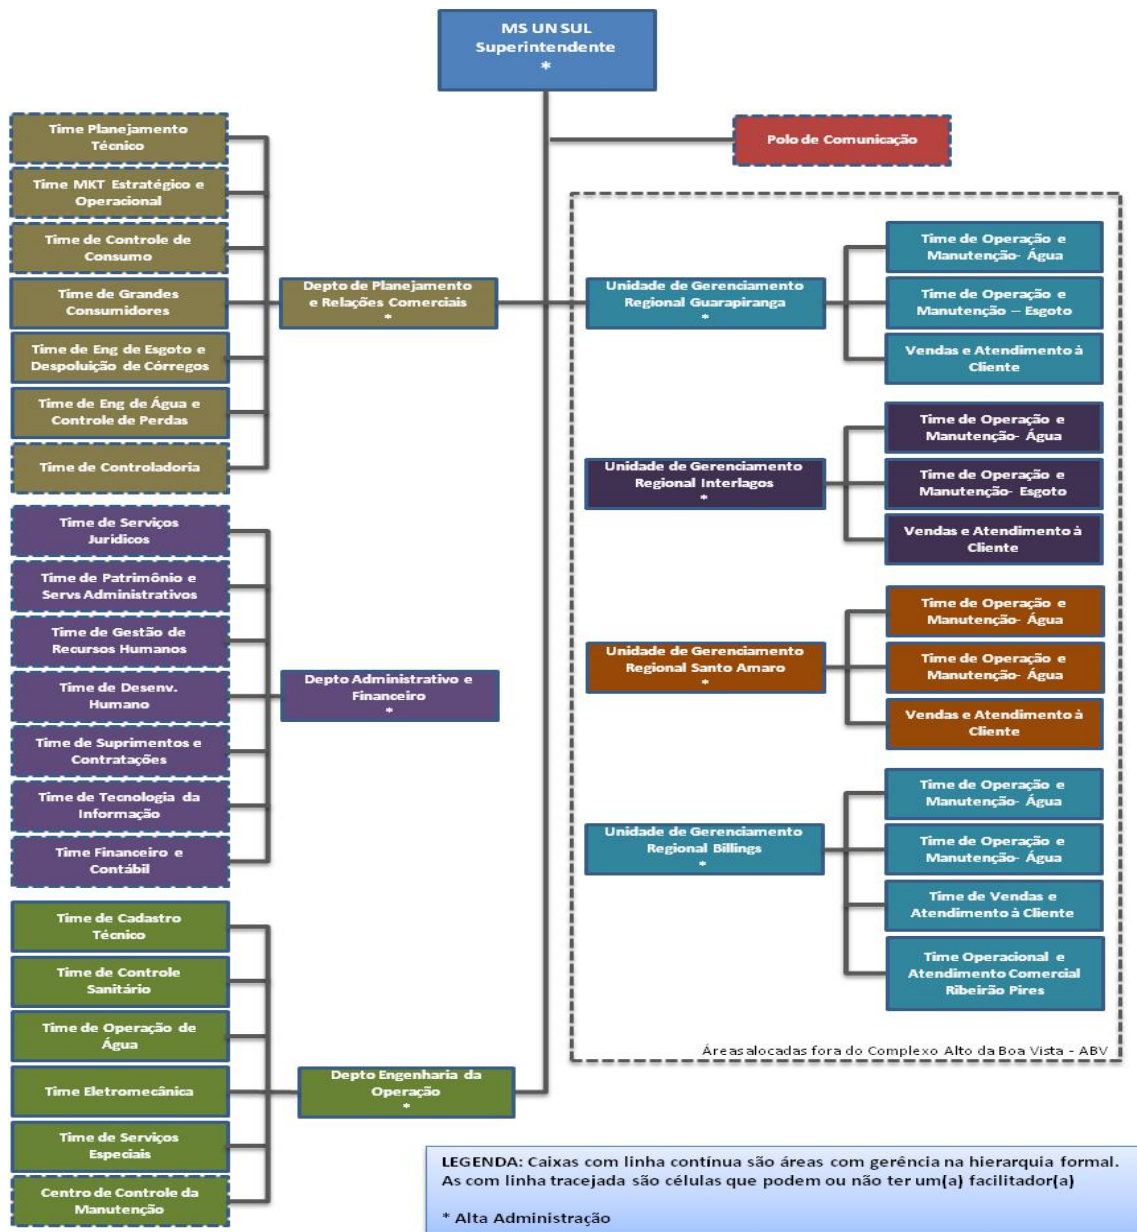 MS UN SUL
Superintendente
*
Polo de Comunicação
Time Planejamento
Técnico
Time MKT Estratégico e
Operacional
Time de Controle de
Consumo
Time de Grandes
Consumidores
Time de Eng de Esgoto e
Despoluição de Córregos
Time de Eng de Água e
Controle de Perdas
Time de Controladoria
Depto de Planejamento
e Relações Comerciais
*
Time de Serviços
Jurídicos
Time de Patrimônio e
Servs Administrativos
Time de Gestão de
Recursos Humanos
Time de Desenv.
Humano
Time de Suprimentos e
Contratações
Time de Tecnologia da
Informação
Time Financeiro e
Contábil
Depto Administrativo e
Financeiro
*
Time de Cadastro
Técnico
Time de Controle
Sanitário
Time de Operação de
Água
Time Eletromecânica
Time de Serviços
Especiais
Centro de Controle da
Manutenção
Depto Engenharia da
Operação
*
Unidade de Gerenciamento
Regional Guarapiranga
*
Time de Operação e
Manutenção- Água
Time de Operação e
Manutenção – Esgoto
Vendas e Atendimento à
Cliente
Unidade de Gerenciamento
Regional Interlagos
*
Time de Operação e
Manutenção- Água
Time de Operação e
Manutenção- Esgoto
Vendas e Atendimento à
Cliente
Unidade de Gerenciamento
Regional Santo Amaro
*
Time de Operação e
Manutenção- Água
Time de Operação e
Manutenção- Água
Vendas e Atendimento à
Cliente
Unidade de Gerenciamento
Regional Billings
*
Time de Operação e
Manutenção- Água
Time de Operação e
Manutenção- Água
Time de Vendas e
Atendimento à Cliente
Time Operacional e
Atendimento Comercial
Ribeirão Pires
Áreas alocadas fora do Complexo Alto da Boa Vista - ABV
LEGENDA: Caixas com linha contínua são áreas com gerência na hierarquia formal.
As com linha tracejada são células que podem ou não ter um(a) facilitador(a)
* Alta Administração